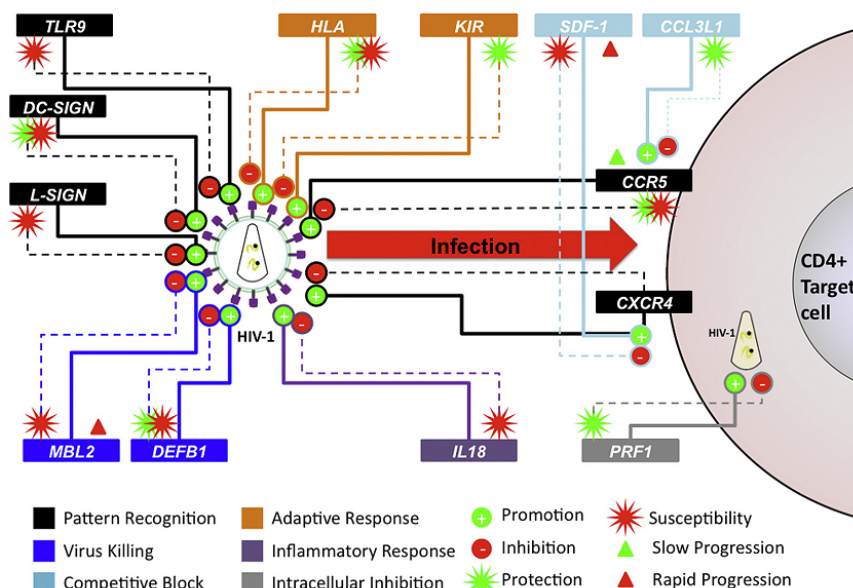 TLR9
HLA
KIR
SDF-1
CCL3L1
DC-SIGN
CCR5
L-SIGN
Infection
CD4+
Target
cell
CXCR4
HIV-1
HIV-1
MBL2
DEFB1
IL18
PRF1
Pattern Recognition
Adaptive Response
Promotion
Susceptibility
Virus Killing
Inflammatory Response
Inhibition
Slow Progression
Competitive Block
Intracellular Inhibition
Protection
Rapid Progression